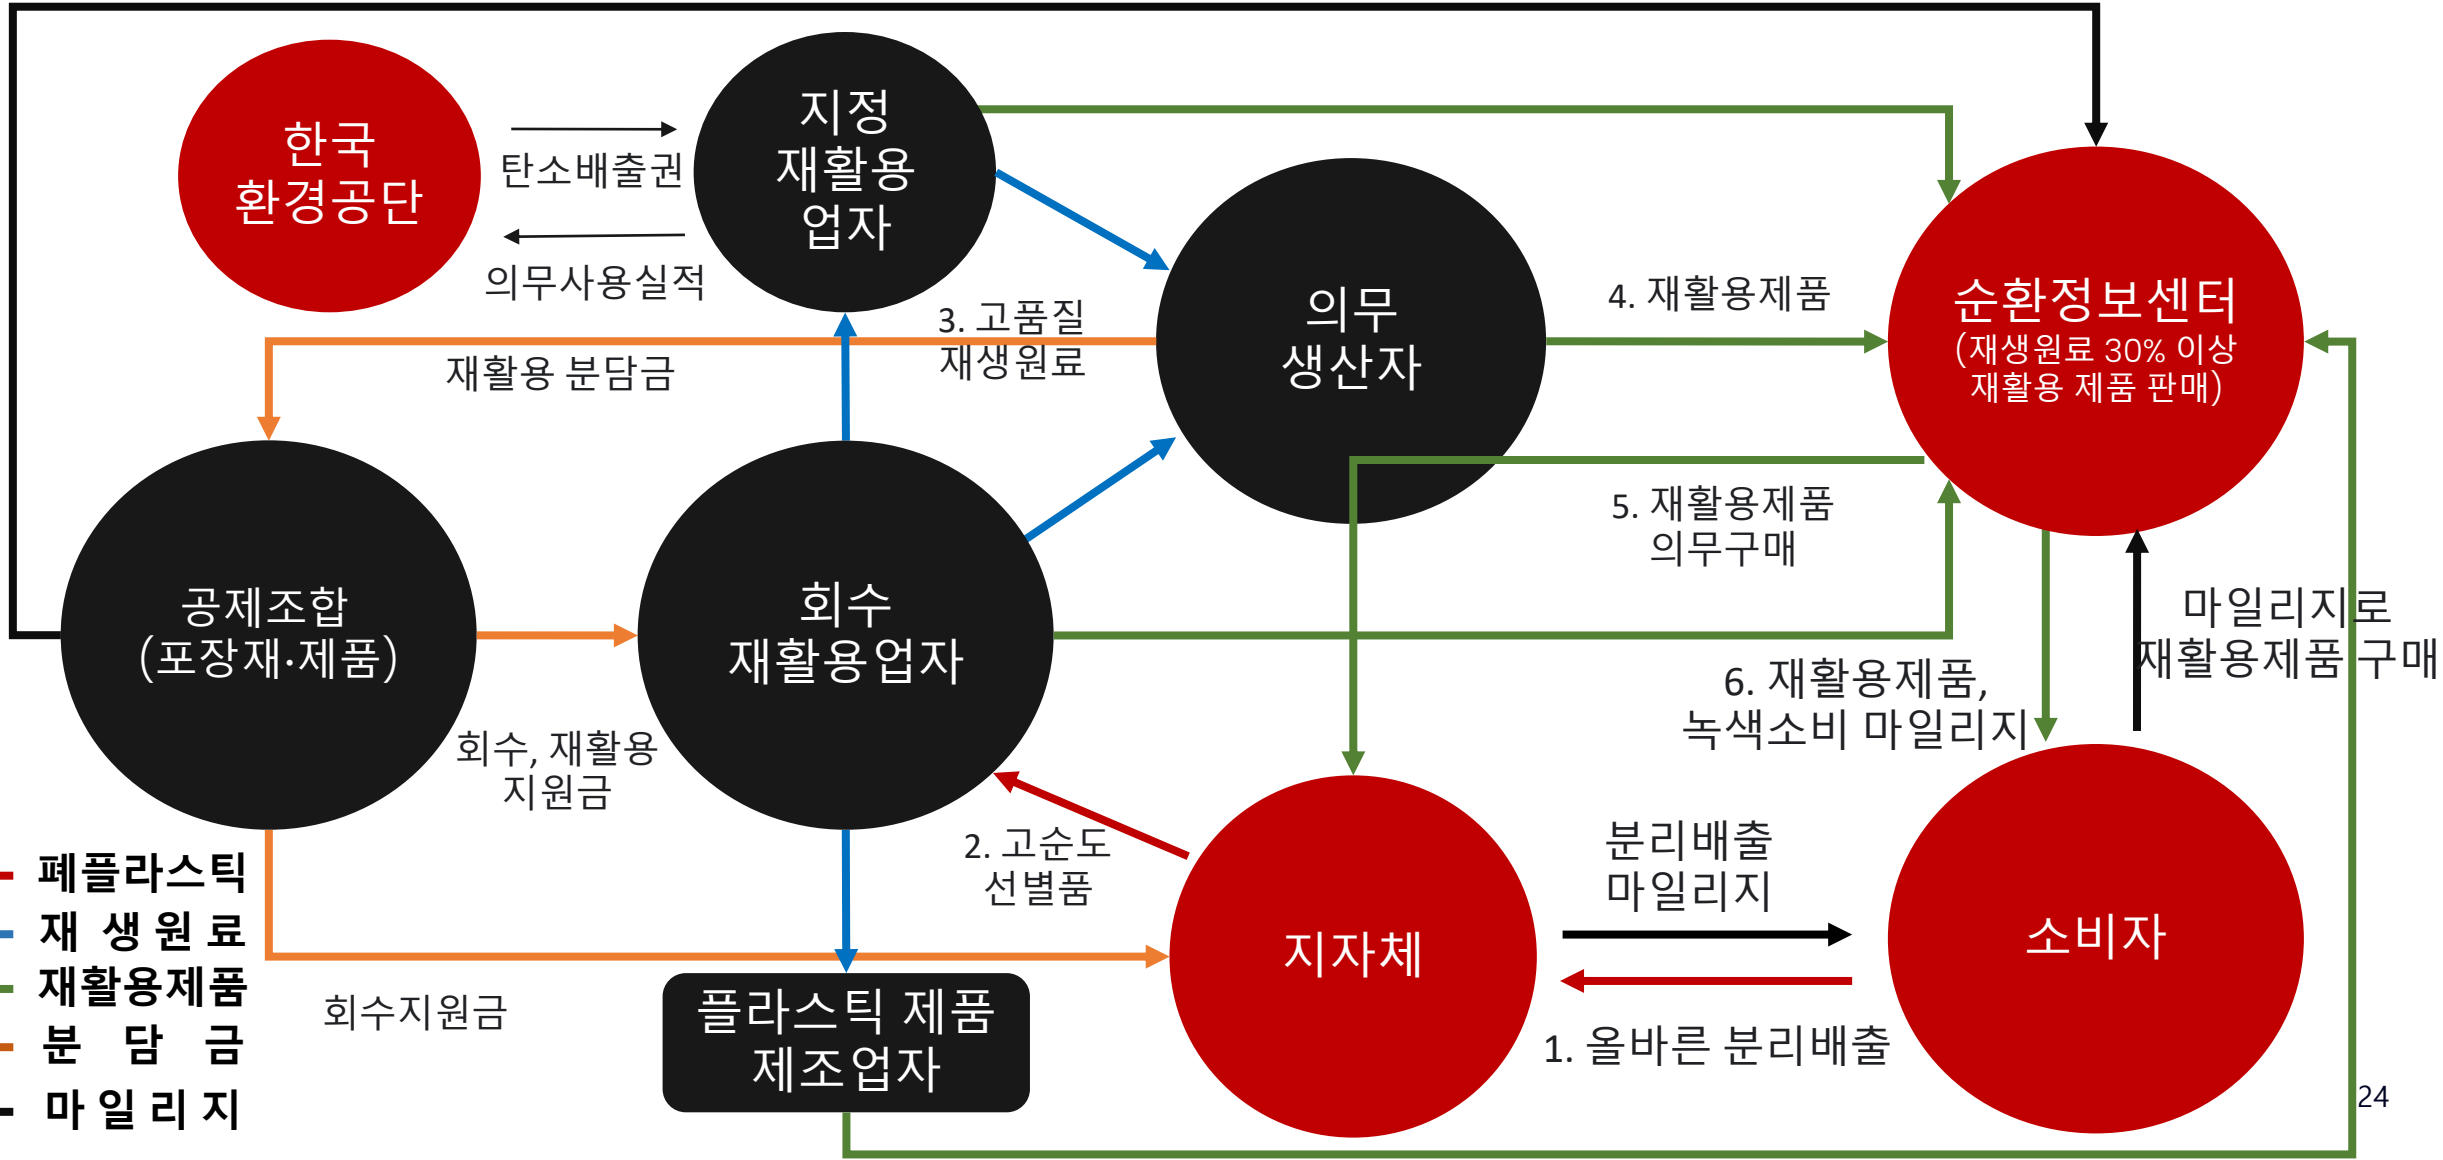 한국
환경공단
탄소배출권
의무사용실적
지정
재활용
업자
3. 고품질
재생원료
재활용 분담금
의무
생산자
4. 재활용제품
순환정보센터
(재생원료 30% 이상
재활용 제품 판매)
5. 재활용제품
의무구매
공제조합
(포장재·제품)
회수
재활용업자
마일리지로
재활용제품 구매
6. 재활용제품,
녹색소비 마일리지
회수, 재활용
지원금
2. 고순도
선별품
분리배출
마일리지
지자체
소비자
1. 올바른 분리배출
회수지원금
플라스틱 제품
제조업자
폐플라스틱
재 생 원 료
재활용제품
분 담 금
마 일 리 지
24